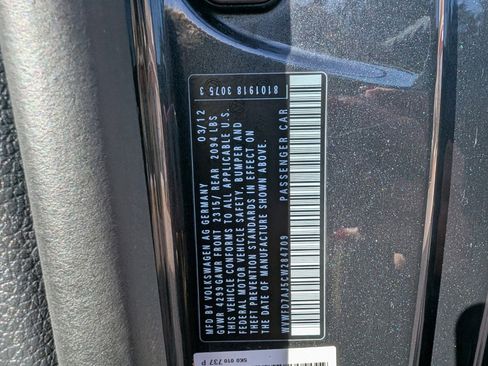 MFD BY VOLKSWAGEN AG GERMANY 03/12
GVWR 4299 GAWR FRONT 2315/ REAR 2094 LBS
THIS VEHICLE CONFORMS TO ALL APPLICABLE U.S.
FEDERAL MOTOR VEHICLE SAFETY, BUMPER AND
THEFT PREVENTION STANDARDS IN EFFECT ON
THE DATE OF MANUFACTURE SHOWN ABOVE.
WVWFD7AJ5CW284709 PASSENGER CAR
8101918 3075 3
5K0 010 737 P